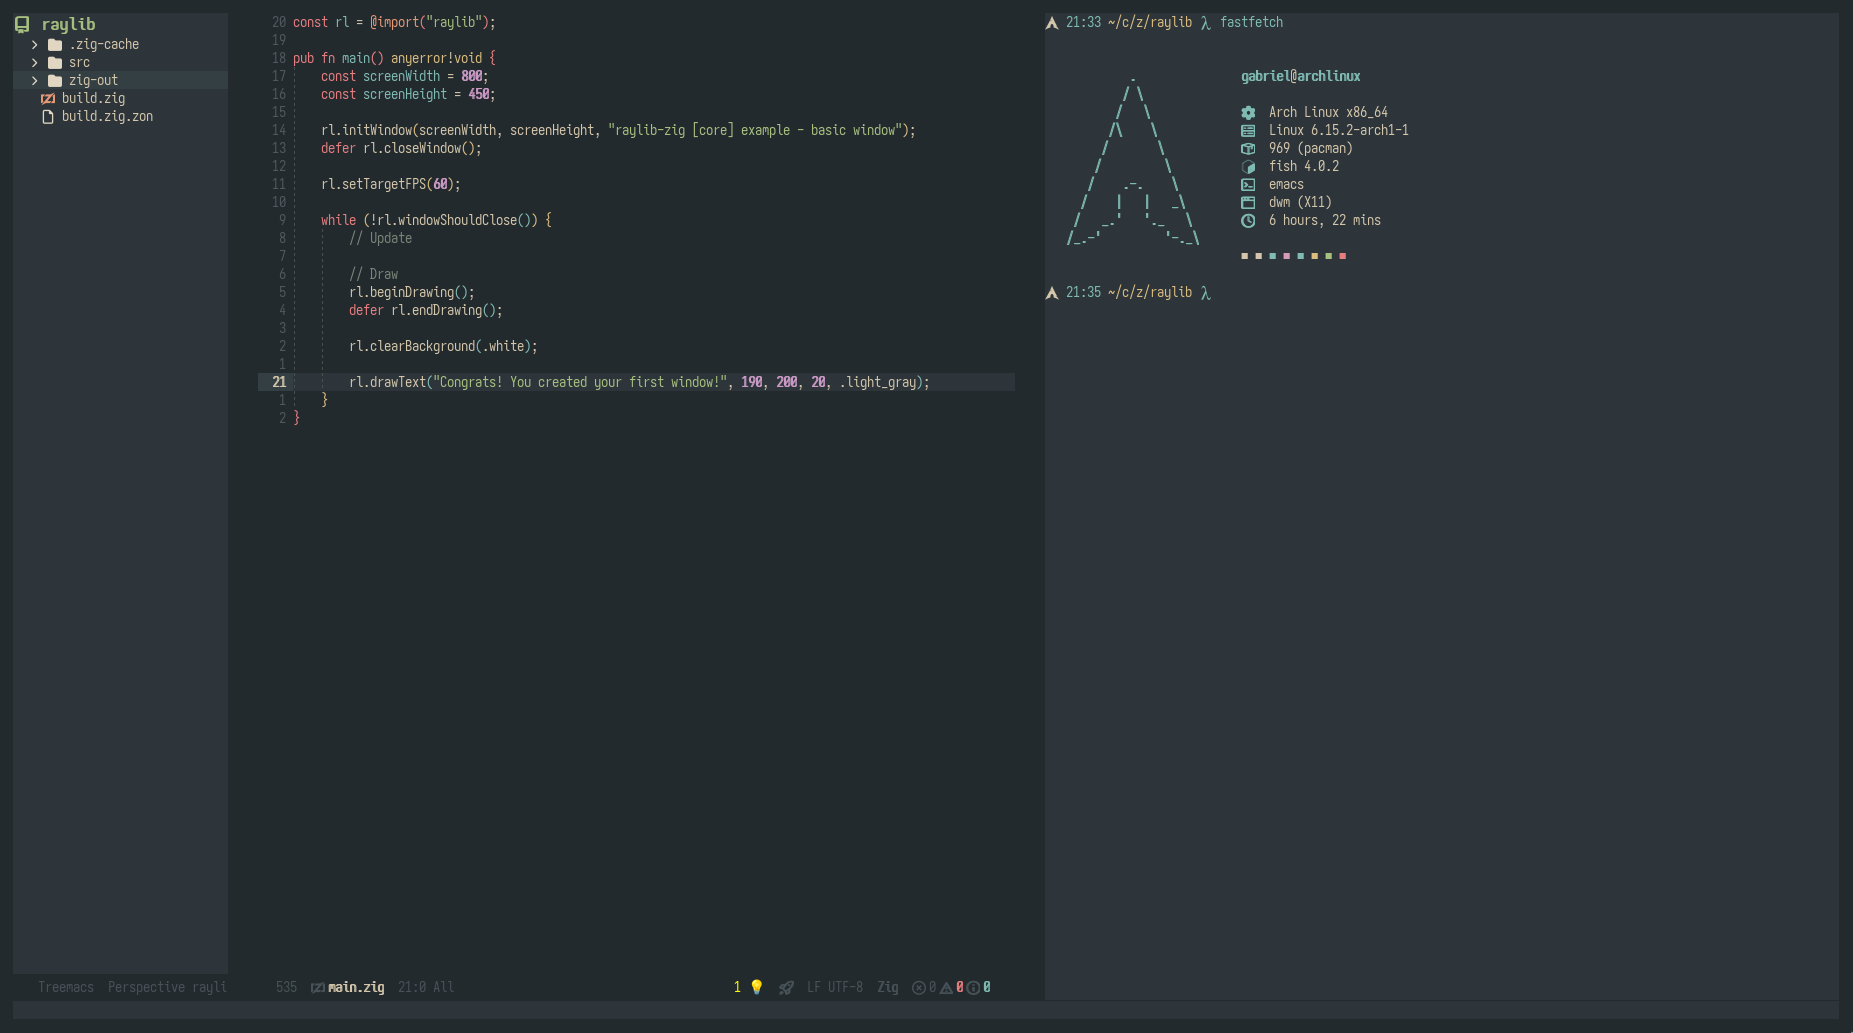 raylib
.zig-cache
src
zig-out
build.zig
build.zig.zon
20 const rl = @import("raylib");
19
18 pub fn main() anyerror!void {
17     const screenWidth = 800;
16     const screenHeight = 450;
15
14     rl.initWindow(screenWidth, screenHeight, "raylib-zig [core] example - basic window");
13     defer rl.closeWindow();
12
11     rl.setTargetFPS(60);
10
9     while (!rl.windowShouldClose()) {
8         // Update
7
6         // Draw
5         rl.beginDrawing();
4         defer rl.endDrawing();
3
2         rl.clearBackground(.white);
1
21         rl.drawText("Congrats! You created your first window!", 190, 200, 20, .light_gray);
1     }
2 }
21:33 ~/c/z/raylib λ fastfetch
gabriel@archlinux
Arch Linux x86_64
Linux 6.15.2-arch1-1
969 (pacman)
fish 4.0.2
emacs
dwm (X11)
6 hours, 22 mins
21:35 ~/c/z/raylib λ
Treemacs Perspective rayli
535 main.zig 21:0 All
1 LF UTF-8 Zig 0 0 0